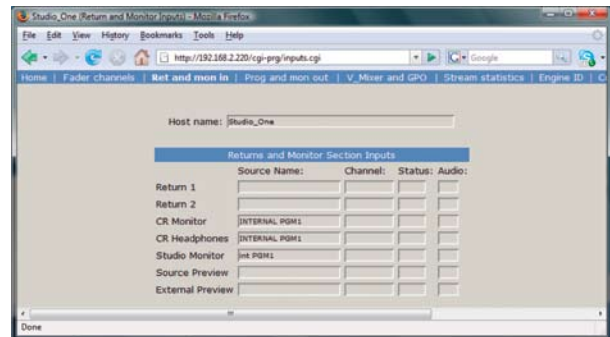 Studio_One (Return and Monitor Inputs) - Mozilla Firefox
File Edit View History Bookmarks Tools Help
http://192.168.2.220/cgi-prg/inputs.cgi
Google
Home | Fader channels | Ret and mon in | Prog and mon out | V_Mixer and GPO | Stream statistics | Engine ID | C
Host name: Studio_One
Returns and Monitor Section Inputs
Source Name: Channel: Status: Audio:
Return 1
Return 2
CR Monitor INTERNAL PGM1
CR Headphones INTERNAL PGM1
Studio Monitor int PGM1
Source Preview
External Preview
Done